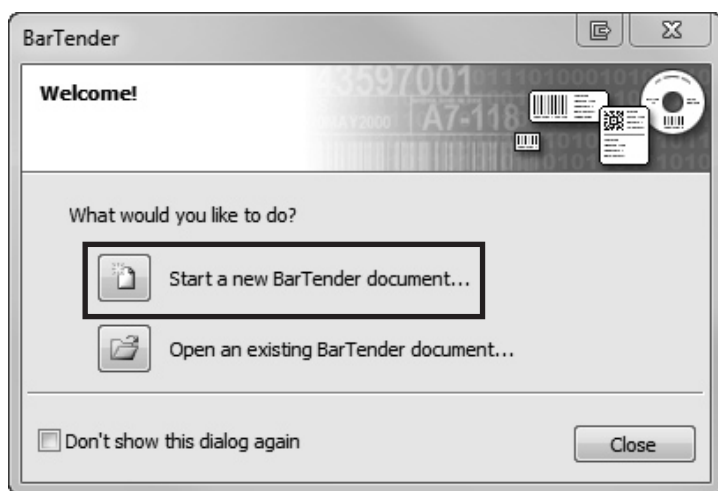 BarTender
Welcome!
43597001
A7-118
What would you like to do?
Start a new BarTender document...
Open an existing BarTender document...
Don't show this dialog again
Close